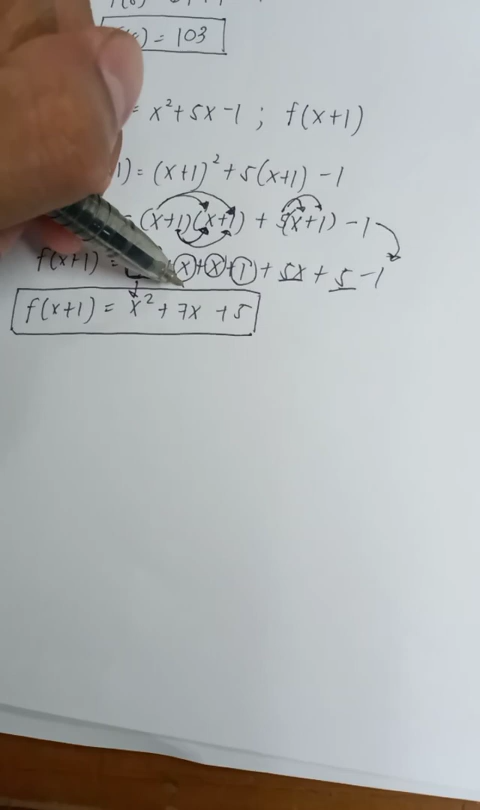 ) = 103
= x² + 5x - 1 ; f(x+1)
1) = (x+1)² + 5(x+1) - 1
(x+1)(x+1) + 5(x+1) - 1
f(x+1) = x + x + 1 + 5x + 5 - 1
f(x+1) = x² + 7x + 5